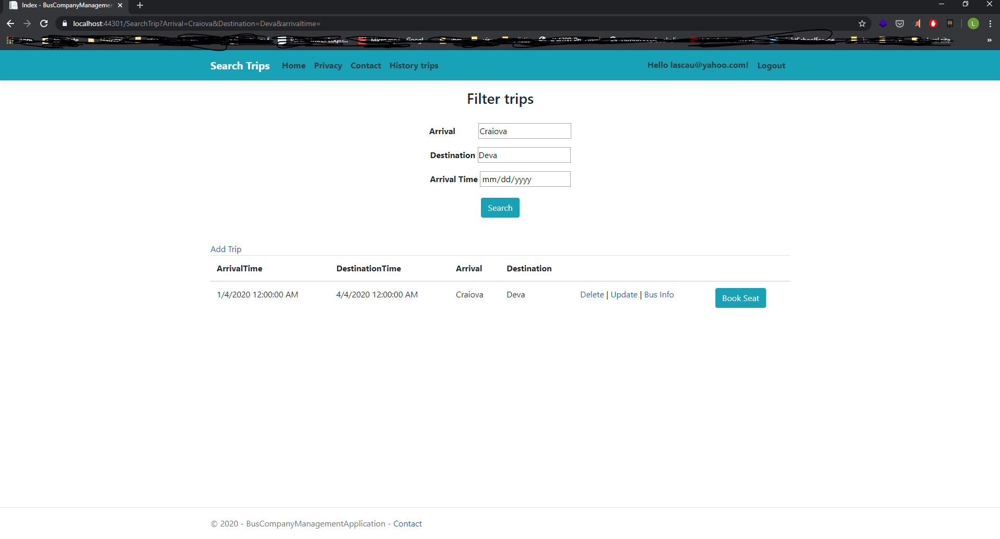 Index - BusCompanyManagemen
localhost:44301/SearchTrip?Arrival=Craiova&Destination=Deva&arrivaltime=
L
Search Trips Home Privacy Contact History trips Hello lascau@yahoo.com! Logout
Filter trips
Arrival Craiova
Destination Deva
Arrival Time mm/dd/yyyy
Search
Add Trip
ArrivalTime DestinationTime Arrival Destination
1/4/2020 12:00:00 AM 4/4/2020 12:00:00 AM Craiova Deva Delete | Update | Bus Info Book Seat
© 2020 - BusCompanyManagementApplication - Contact